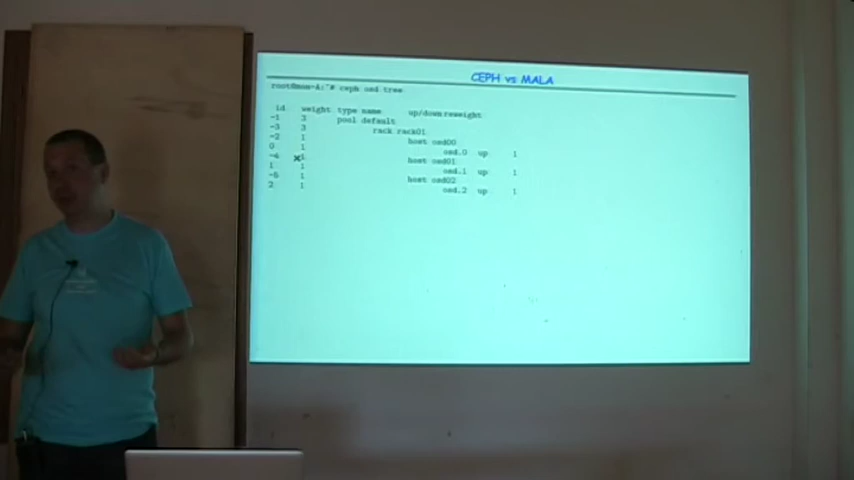 CEPH vs MALA
root@mon-A:~# ceph osd tree
id weight type name up/down reweight
-1 3 pool default
-3 3 rack rack01
-2 1 host osd00
0 1 osd.0 up 1
-4 1 host osd01
1 1 osd.1 up 1
-5 1 host osd02
2 1 osd.2 up 1